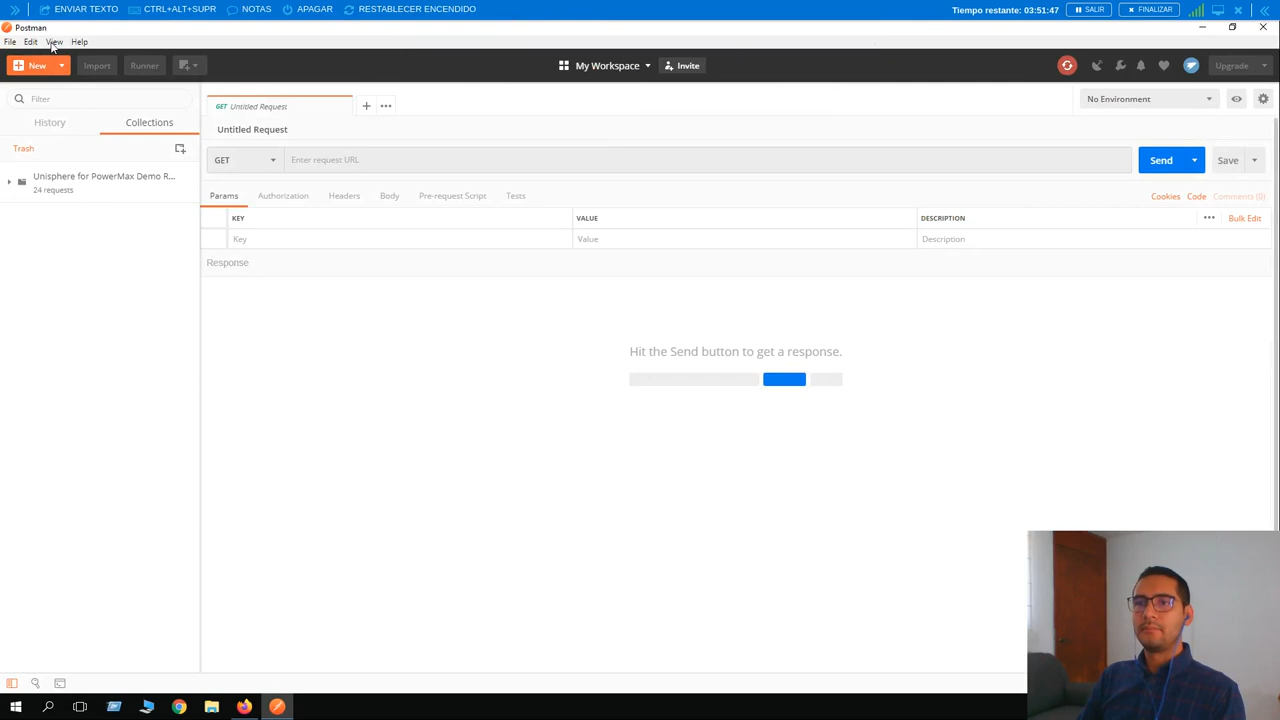 ENVIAR TEXTO CTRL+ALT+SUPR NOTAS APAGAR RESTABLECER ENCENDIDO Tiempo restante: 03:51:47 SALIR FINALIZAR
Postman
File Edit View Help
New Import Runner My Workspace Invite Upgrade
Filter
History Collections
Trash
Unisphere for PowerMax Demo R...
24 requests
GET Untitled Request
No Environment
Untitled Request
GET Enter request URL Send Save
Params Authorization Headers Body Pre-request Script Tests Cookies Code Comments (0)
KEY VALUE DESCRIPTION Bulk Edit
Key Value Description
Response
Hit the Send button to get a response.